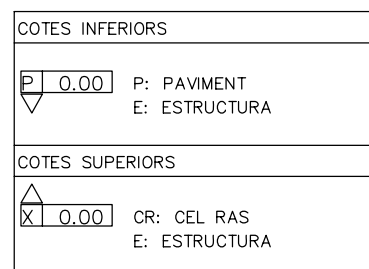 COTES INFERIORS
P 0.00 P: PAVIMENT
E: ESTRUCTURA
COTES SUPERIORS
X 0.00 CR: CEL RAS
E: ESTRUCTURA